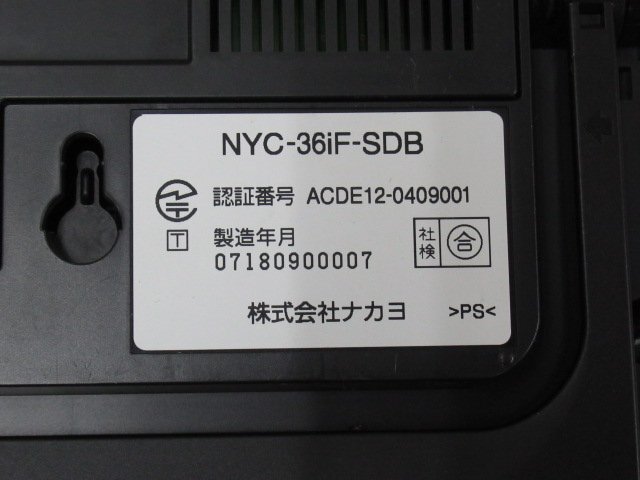 NYC-36iF-SDB
認証番号 ACDE12-0409001
T 製造年月
07180900007
社検 合
株式会社ナカヨ >PS<